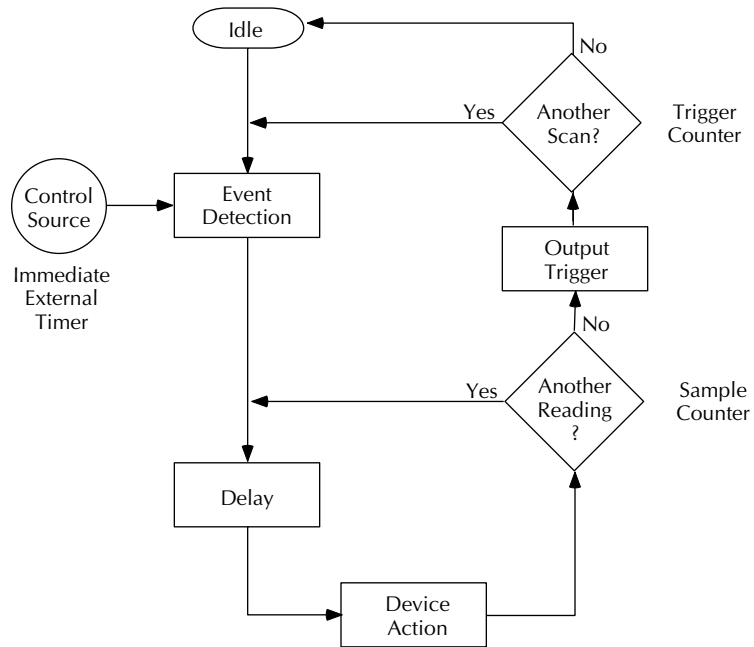 Idle
No
Yes
Another
Scan?
Trigger
Counter
Control
Source
Event
Detection
Output
Trigger
Immediate
External
Timer
No
Yes
Another
Reading
?
Sample
Counter
Delay
Device
Action